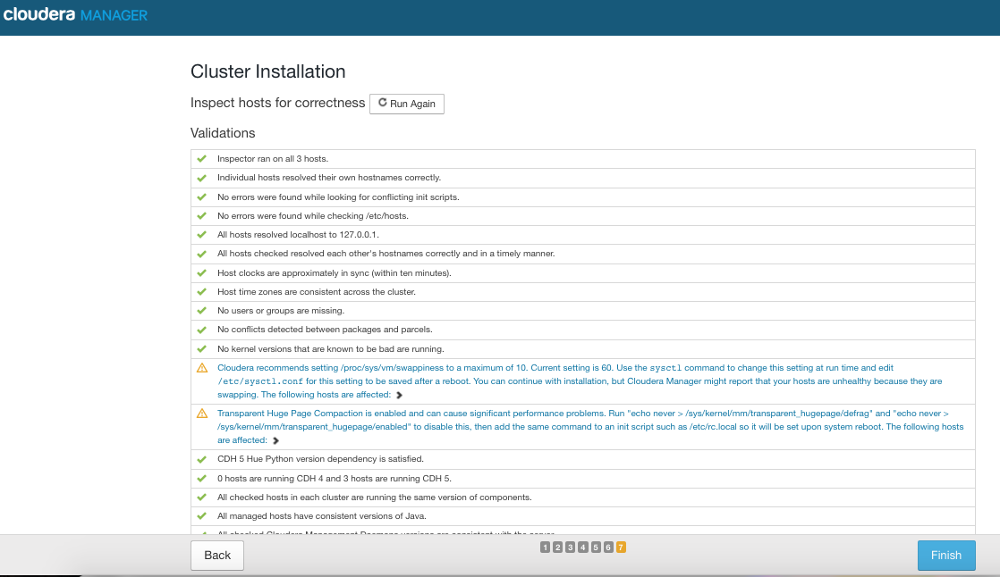 cloudera MANAGER
Cluster Installation
Inspect hosts for correctness Run Again
Validations
Inspector ran on all 3 hosts.
Individual hosts resolved their own hostnames correctly.
No errors were found while looking for conflicting init scripts.
No errors were found while checking /etc/hosts.
All hosts resolved localhost to 127.0.0.1.
All hosts checked resolved each other's hostnames correctly and in a timely manner.
Host clocks are approximately in sync (within ten minutes).
Host time zones are consistent across the cluster.
No users or groups are missing.
No conflicts detected between packages and parcels.
No kernel versions that are known to be bad are running.
Cloudera recommends setting /proc/sys/vm/swappiness to a maximum of 10. Current setting is 60. Use the sysctl command to change this setting at run time and edit
/etc/sysctl.conf for this setting to be saved after a reboot. You can continue with installation, but Cloudera Manager might report that your hosts are unhealthy because they are
swapping. The following hosts are affected:
Transparent Huge Page Compaction is enabled and can cause significant performance problems. Run "echo never > /sys/kernel/mm/transparent_hugepage/defrag" and "echo never >
/sys/kernel/mm/transparent_hugepage/enabled" to disable this, then add the same command to an init script such as /etc/rc.local so it will be set upon system reboot. The following hosts
are affected:
CDH 5 Hue Python version dependency is satisfied.
0 hosts are running CDH 4 and 3 hosts are running CDH 5.
All checked hosts in each cluster are running the same version of components.
All managed hosts have consistent versions of Java.
All checked Cloudera Management Daemons versions are consistent with the server.
Back 1 2 3 4 5 6 7 Finish